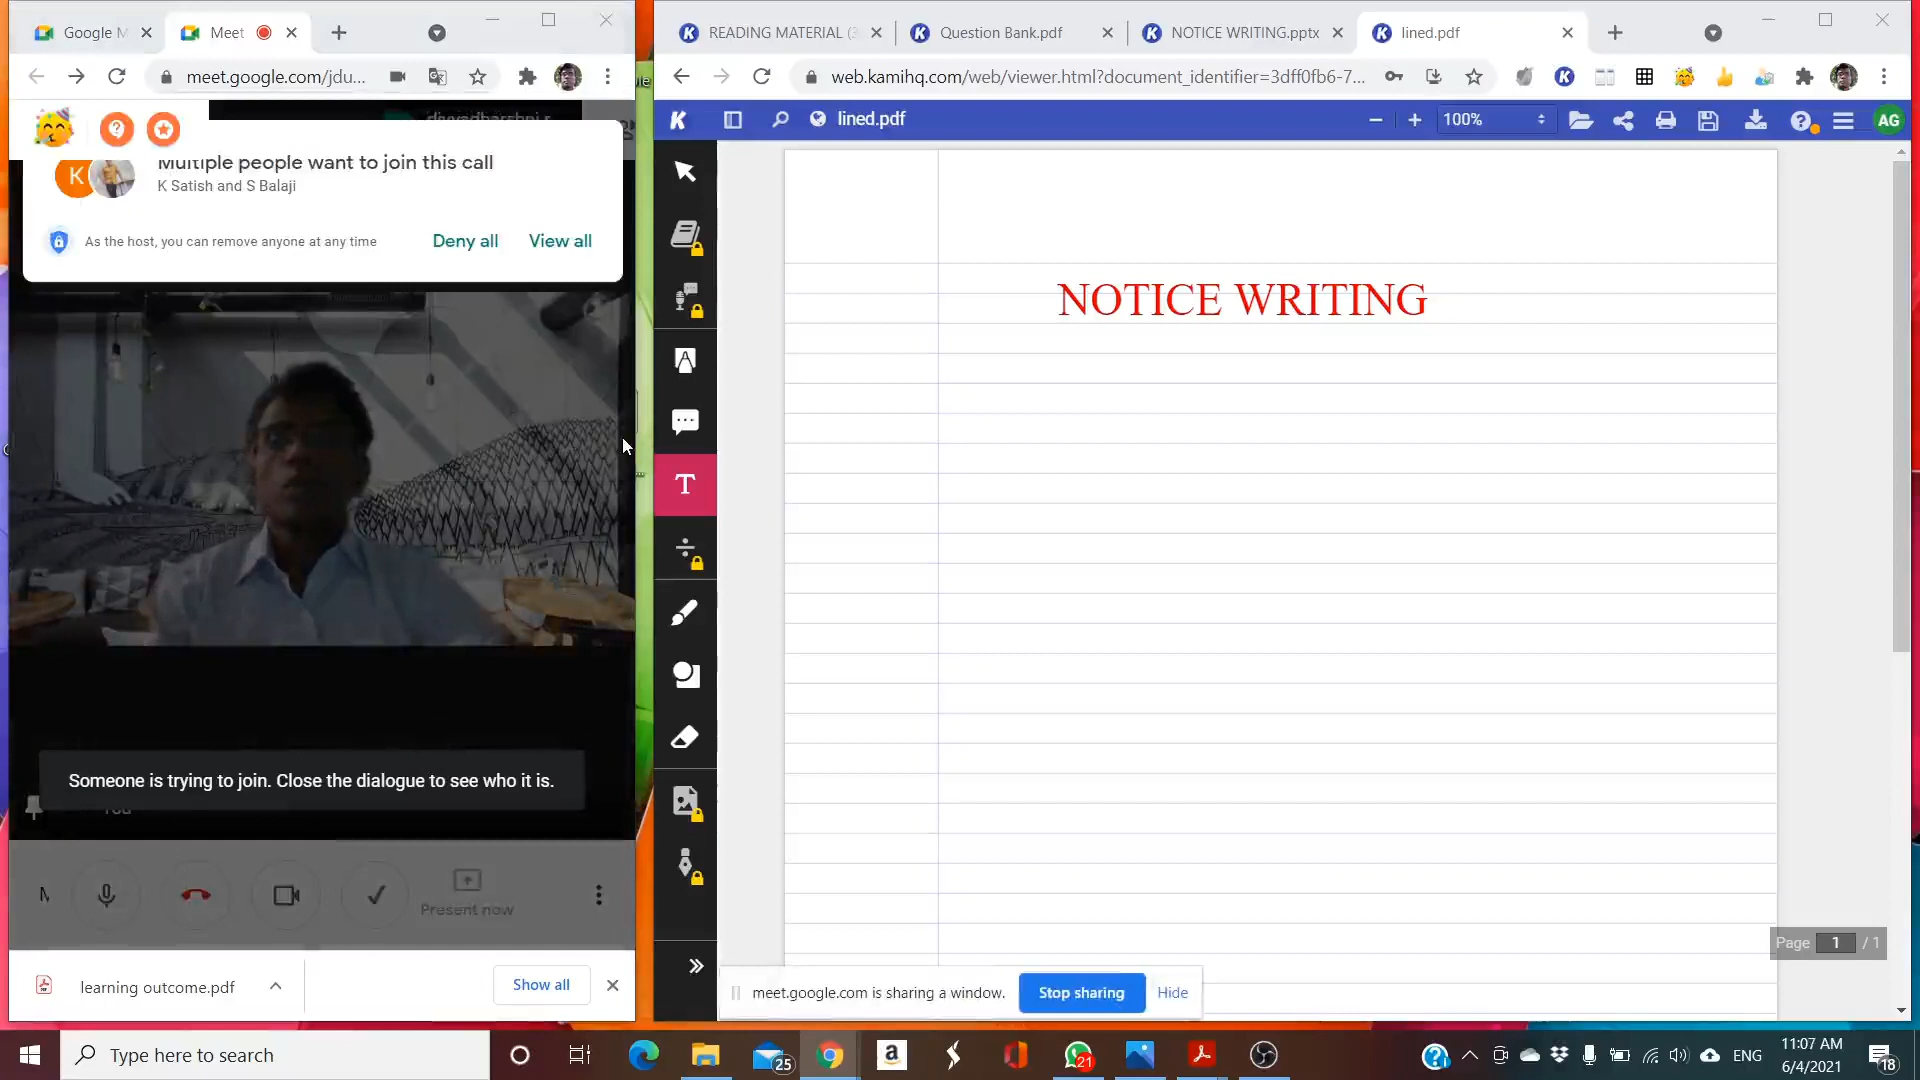 Google M
Meet
meet.google.com/jdu...
Multiple people want to join this call
K
K Satish and S Balaji
As the host, you can remove anyone at any time
Deny all
View all
Someone is trying to join. Close the dialogue to see who it is.
You
M
Present now
learning outcome.pdf
Show all
READING MATERIAL (3
Question Bank.pdf
NOTICE WRITING.pptx
lined.pdf
web.kamihq.com/web/viewer.html?document_identifier=3dff0fb6-7...
K
lined.pdf
100%
AG
NOTICE WRITING
T
Page 1 / 1
meet.google.com is sharing a window.
Stop sharing
Hide
Type here to search
25
21
ENG
11:07 AM
6/4/2021
18